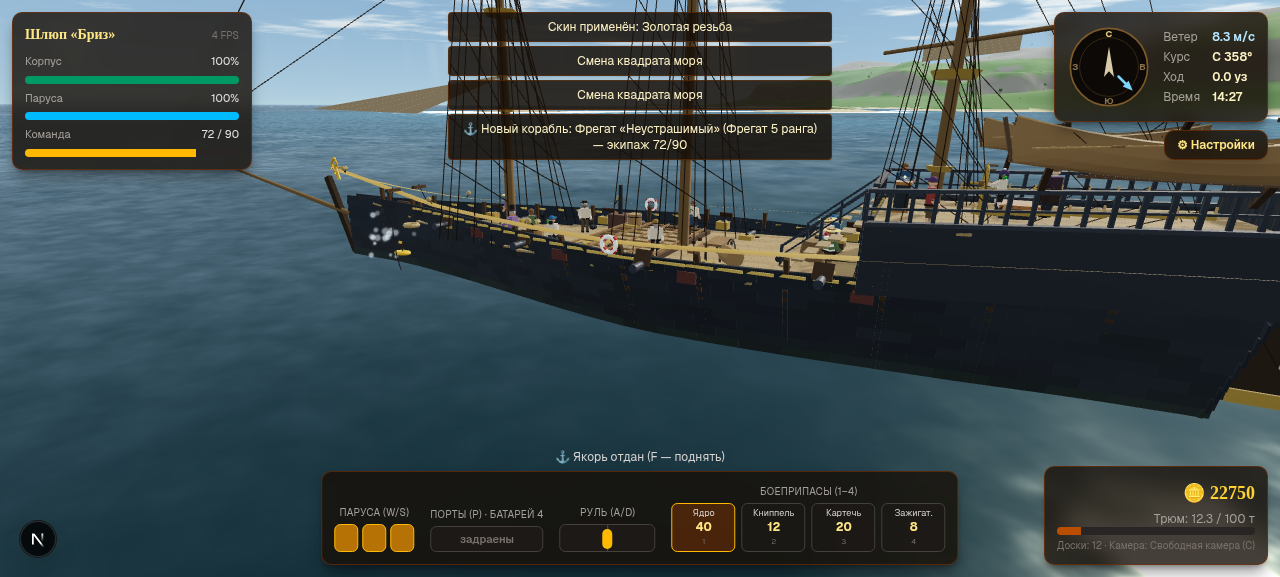 Шлюп «Бриз»
4 FPS
Корпус 100%
Паруса 100%
Команда 72 / 90
Скин применён: Золотая резьба
Смена квадрата моря
Смена квадрата моря
⚓ Новый корабль: Фрегат «Неустрашимый» (Фрегат 5 ранга)
— экипаж 72/90
С
З В
Ю
Ветер 8.3 м/с
Курс С 358°
Ход 0.0 уз
Время 14:27
⚙ Настройки
⚓ Якорь отдан (F — поднять)
ПАРУСА (W/S)
ПОРТЫ (P) · БАТАРЕЙ 4
задраены
РУЛЬ (A/D)
БОЕПРИПАСЫ (1–4)
Ядро
40
1
Книппель
12
2
Картечь
20
3
Зажигат.
8
4
🪙 22750
Трюм: 12.3 / 100 т
Доски: 12 · Камера: Свободная камера (C)
N